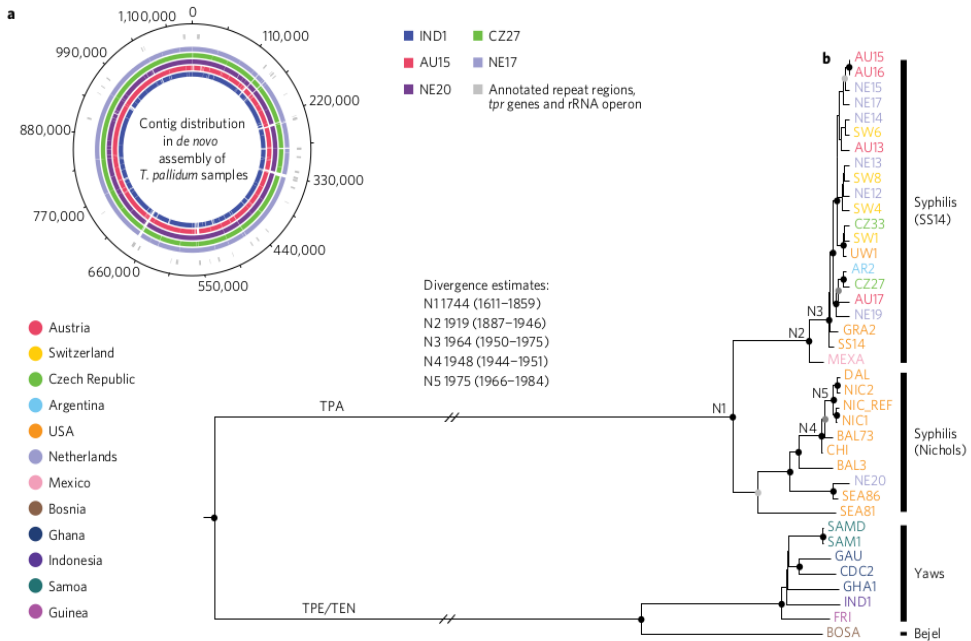 a
0
110,000
220,000
330,000
440,000
550,000
660,000
770,000
880,000
990,000
1,100,000
Contig distribution
in de novo
assembly of
T. pallidum samples
IND1
AU15
NE20
CZ27
NE17
Annotated repeat regions,
tpr genes and rRNA operon
Divergence estimates:
N1 1744 (1611–1859)
N2 1919 (1887–1946)
N3 1964 (1950–1975)
N4 1948 (1944–1951)
N5 1975 (1966–1984)
Austria
Switzerland
Czech Republic
Argentina
USA
Netherlands
Mexico
Bosnia
Ghana
Indonesia
Samoa
Guinea
b
TPA
TPE/TEN
N1
N2
N3
N5
N4
AU15
AU16
NE15
NE17
NE14
SW6
AU13
NE13
SW8
NE12
SW4
CZ33
SW1
UW1
AR2
CZ27
AU17
NE19
GRA2
SS14
MEXA
DAL
NIC2
NIC_REF
NIC1
BAL73
CHI
BAL3
NE20
SEA86
SEA81
SAMD
SAM1
GAU
CDC2
GHA1
IND1
FRI
BOSA
Syphilis
(SS14)
Syphilis
(Nichols)
Yaws
Bejel